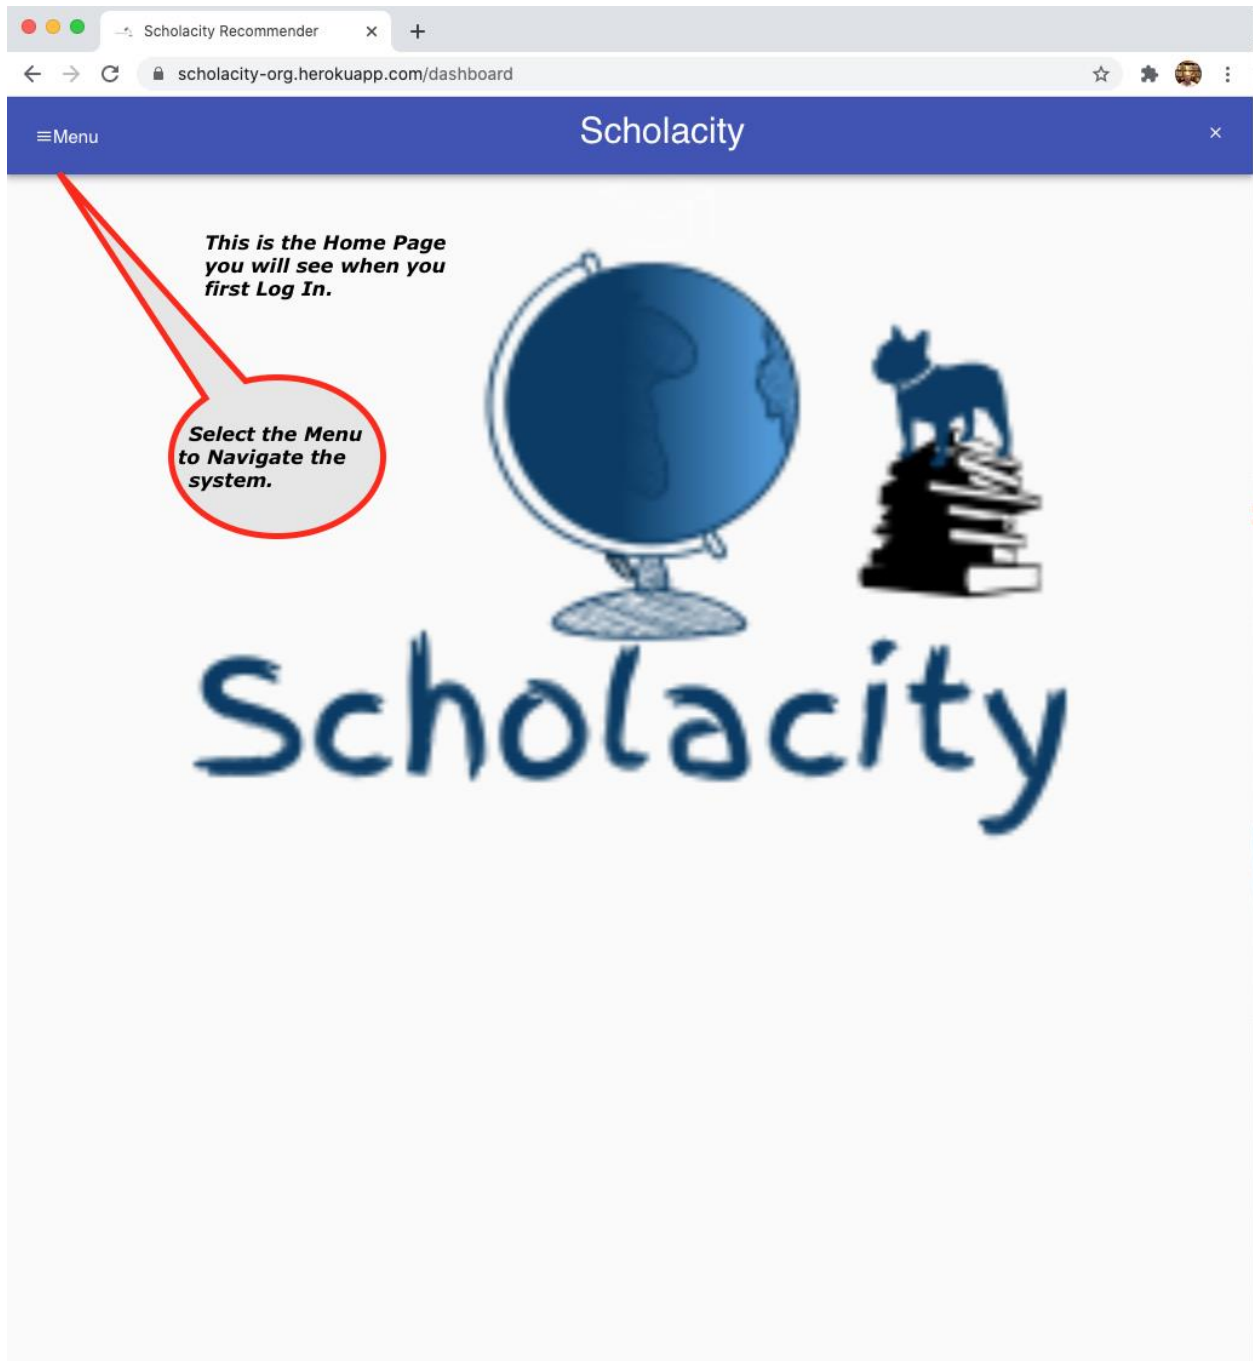 Scholacity Recommender
scholacity-org.herokuapp.com/dashboard
Menu
Scholacity
This is the Home Page
you will see when you
first Log In.
Select the Menu
to Navigate the
system.
Scholacity